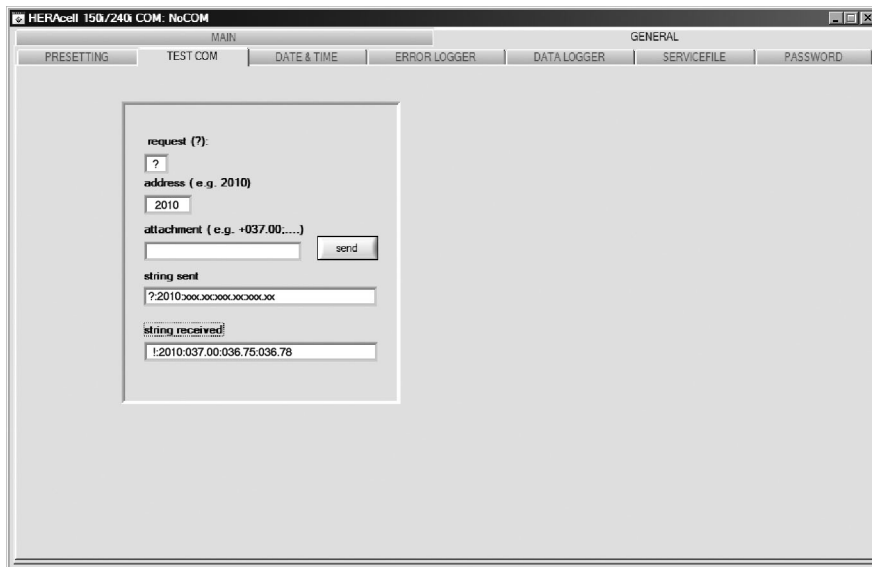 HERAcell 150i/240i COM: NoCOM
MAIN GENERAL
PRESETTING TEST COM DATE & TIME ERROR LOGGER DATA LOGGER SERVICEFILE PASSWORD
request (?):
?
address ( e.g. 2010)
2010
attachment ( e.g. +037.00;....)
send
string sent
?:2010:xxx.xx:xxx.xx:xxx.xx
string received
!:2010:037.00:036.75:036.78